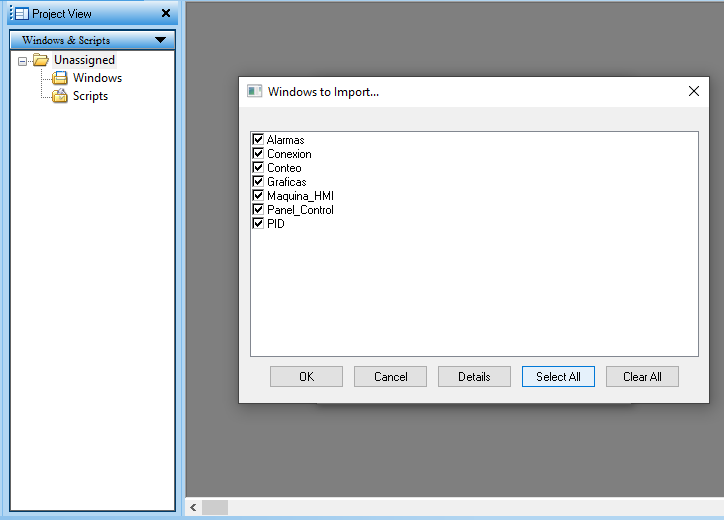 Project View
Windows & Scripts
Unassigned
Windows
Scripts
Windows to Import...
Alarmas
Conexion
Conteo
Graficas
Maquina_HMI
Panel_Control
PID
OK
Cancel
Details
Select All
Clear All